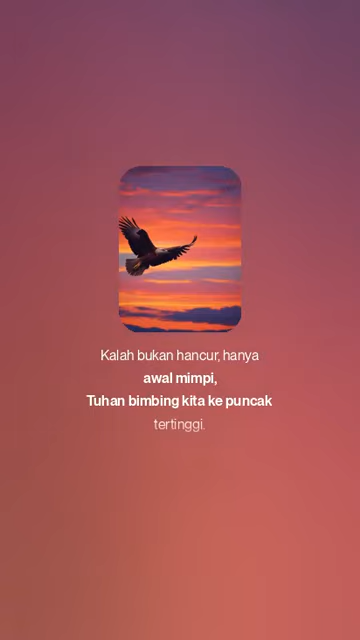 Kalah bukan hancur, hanya
awal mimpi,
Tuhan bimbing kita ke puncak
tertinggi.